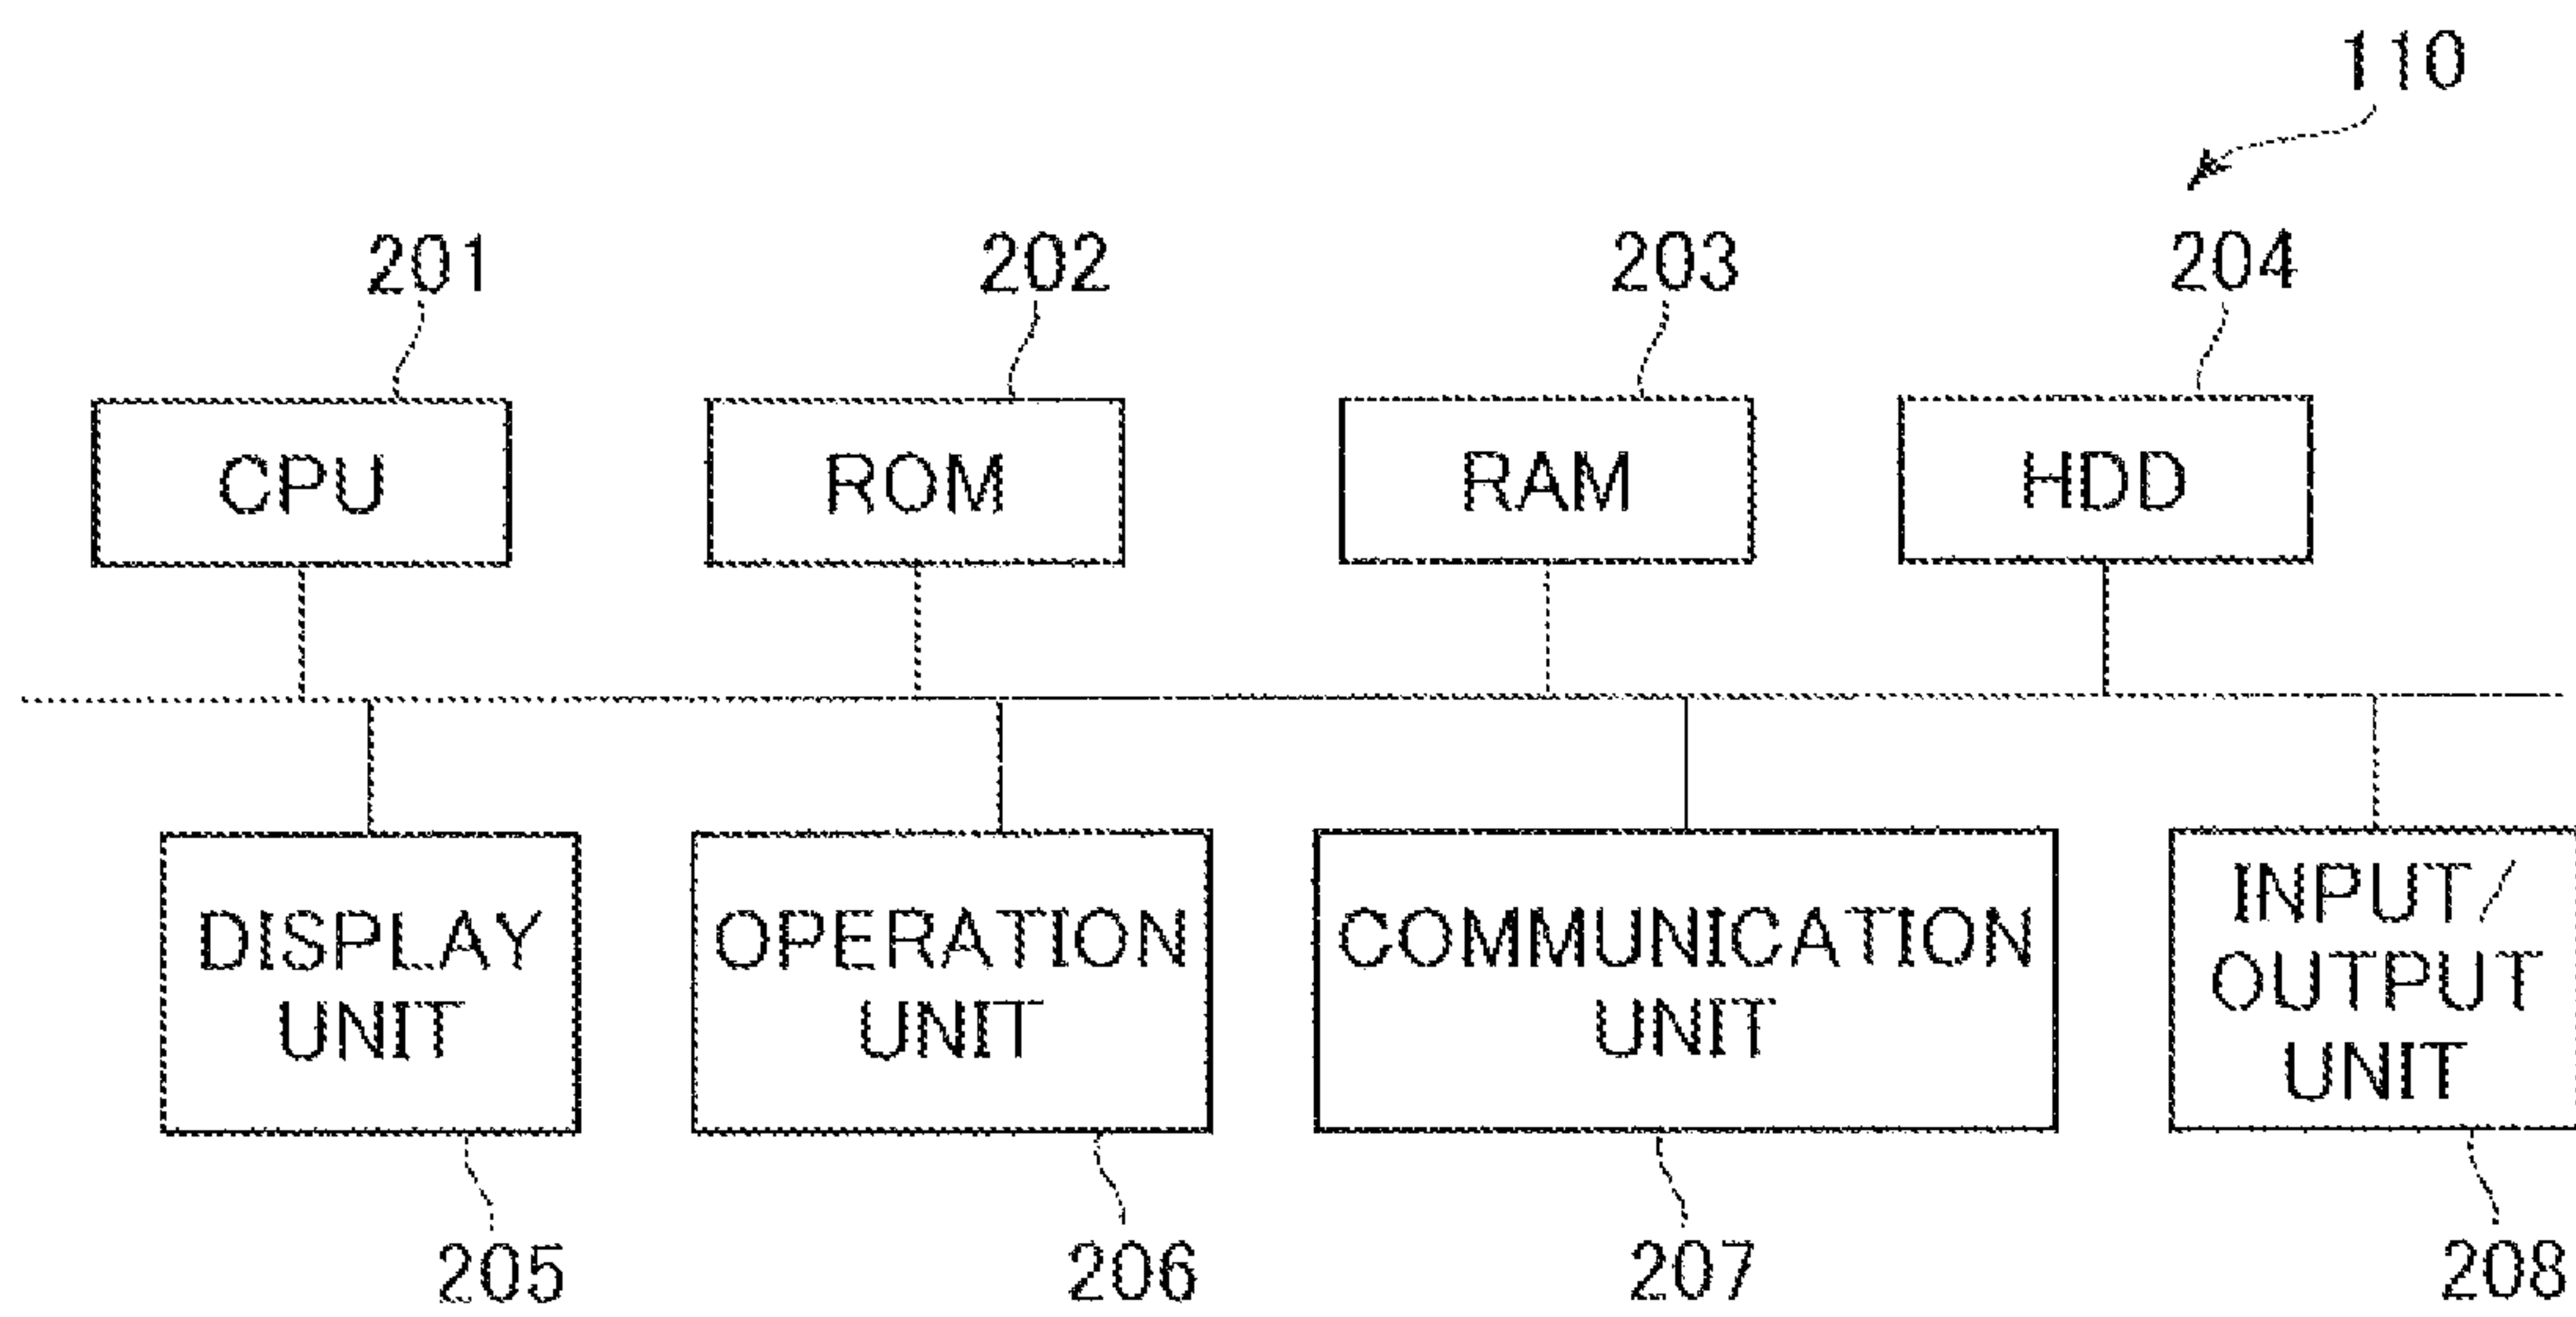 110
201
202
203
204
CPU
ROM
RAM
HDD
DISPLAY
UNIT
OPERATION
UNIT
COMMUNICATION
UNIT
INPUT/
OUTPUT
UNIT
205
206
207
208